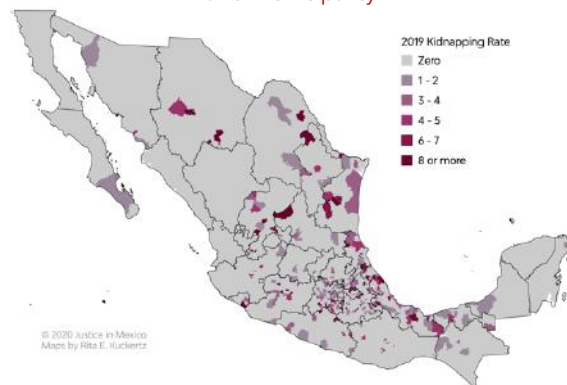 2019 Kidnapping Rate
Zero
1 - 2
3 - 4
4 - 5
6 - 7
8 or more
© 2020 Justice in Mexico
Maps by Rita E. Kuckertz